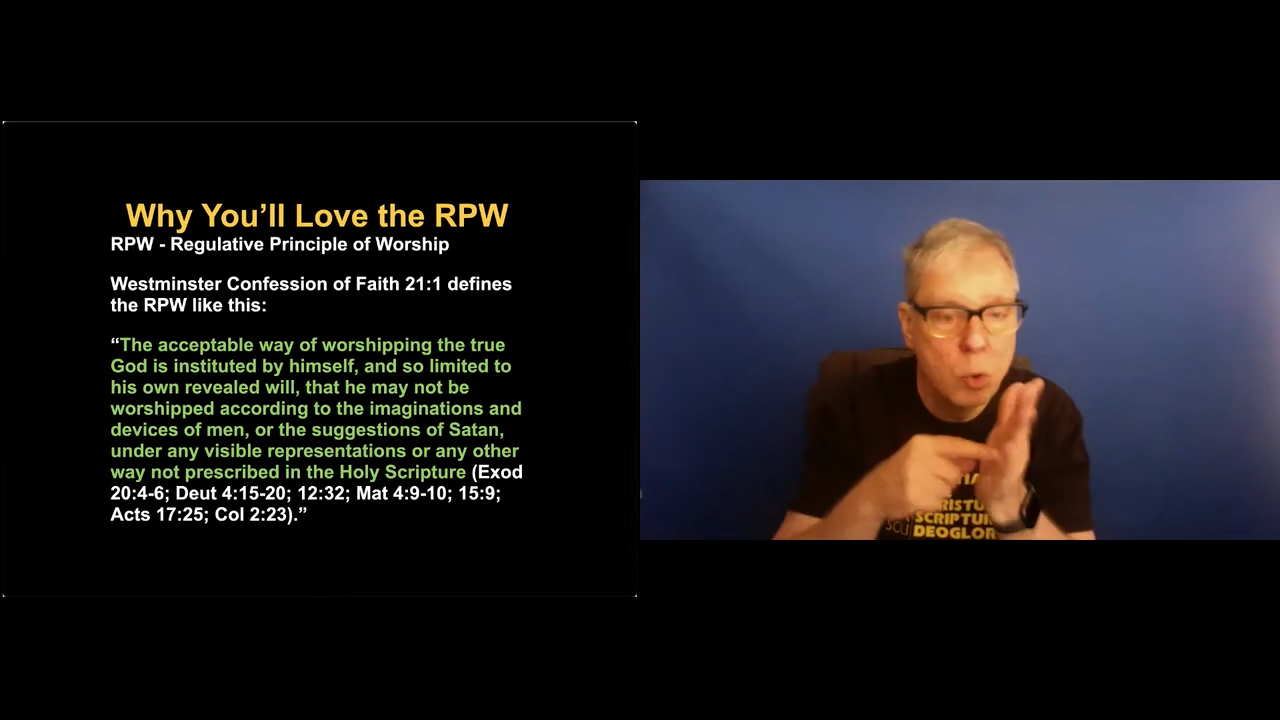 Why You’ll Love the RPW
RPW - Regulative Principle of Worship
Westminster Confession of Faith 21:1 defines
the RPW like this:
“The acceptable way of worshipping the true
God is instituted by himself, and so limited to
his own revealed will, that he may not be
worshipped according to the imaginations and
devices of men, or the suggestions of Satan,
under any visible representations or any other
way not prescribed in the Holy Scripture (Exod
20:4-6; Deut 4:15-20; 12:32; Mat 4:9-10; 15:9;
Acts 17:25; Col 2:23).”
SCRIPTU
DEOGLOR